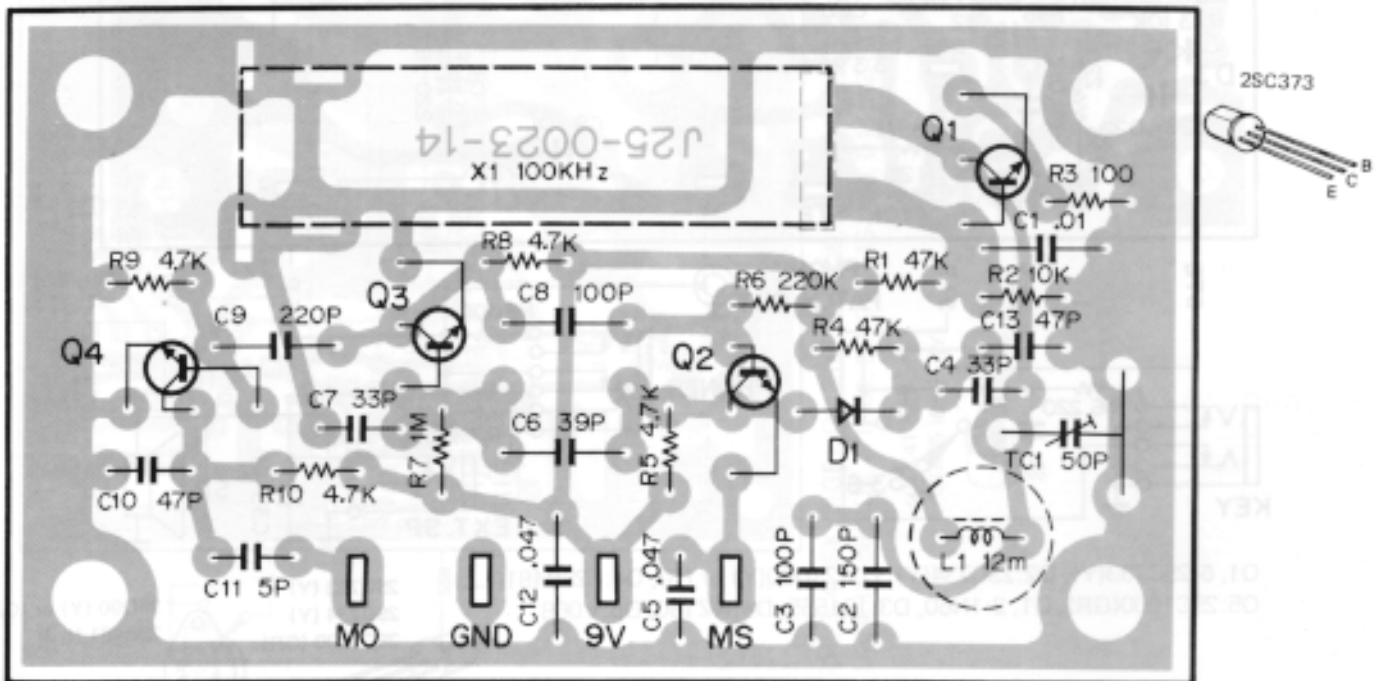 J25-0023-14
X1 100KHz
Q1
2SC373
B
C
E
R3 100
C1 .01
R9 4.7K
R8 4.7K
R1 47K
R2 10K
R6 220K
Q3
C8 100P
C9 220P
R4 47K
C13 47P
Q4
Q2
C4 33P
C7 33P
C6 39P
R7 1M
R5 4.7K
D1
TC1 50P
C10 47P
R10 4.7K
C11 5P
C12 .047
C5 .047
C3 100P
C2 150P
L1 12m
MO
GND
9V
MS
KEY
EXT. SP